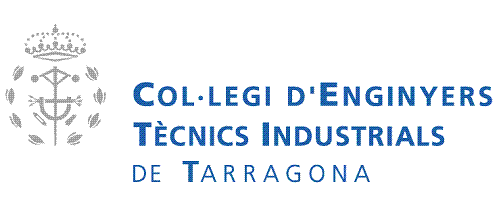 COL·LEGI D'ENGINYERS
TÈCNICS INDUSTRIALS
DE TARRAGONA